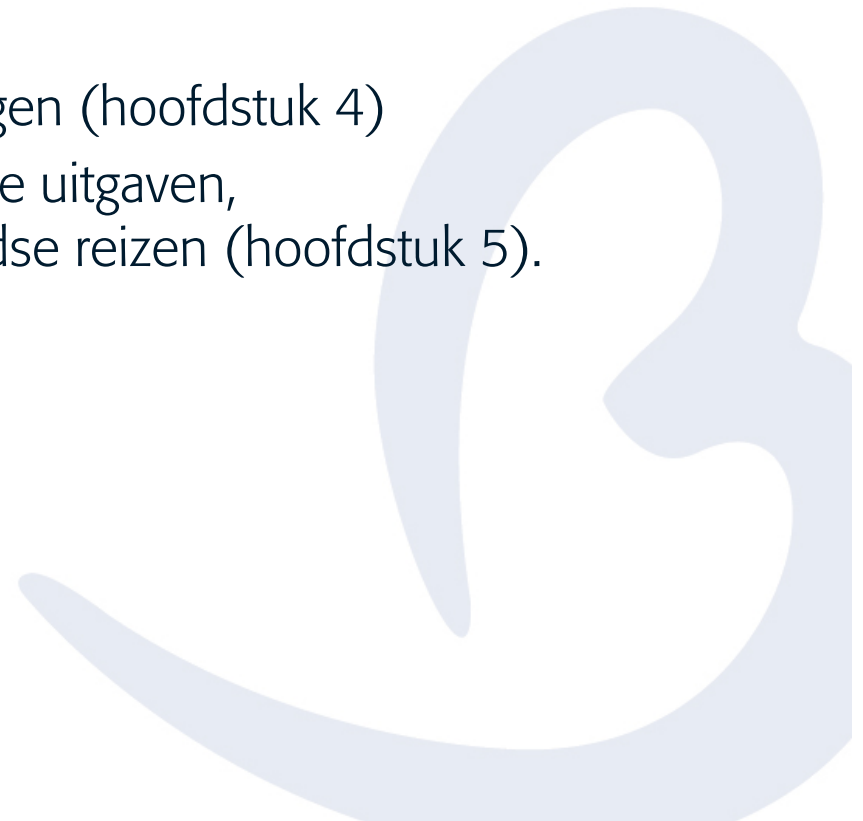 gen (hoofdstuk 4)
e uitgaven,
dse reizen (hoofdstuk 5).